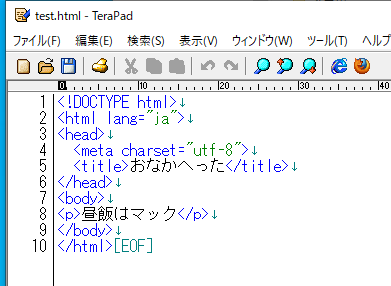 test.html - TeraPad
ファイル(F) 編集(E) 検索(S) 表示(V) ウィンドウ(W) ツール(T)
0 10 20 30 40
1 <!DOCTYPE html>↓
2 <html lang="ja">↓
3 <head>↓
4   <meta charset="utf-8">↓
5   <title>おなかへった</title>↓
6 </head>↓
7 <body>↓
8 <p>昼飯はマック</p>↓
9 </body>↓
10 </html>[EOF]